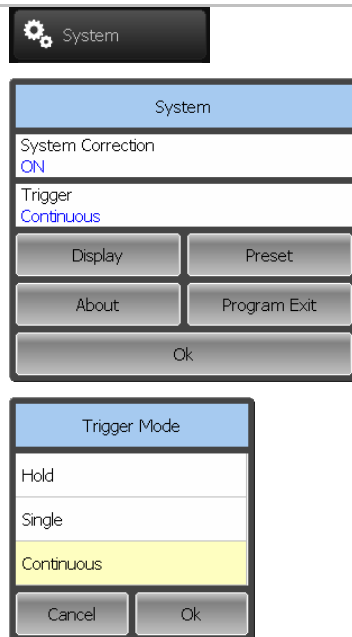 System
System
System Correction
ON
Trigger
Continuous
Display
Preset
About
Program Exit
Ok
Trigger Mode
Hold
Single
Continuous
Cancel
Ok